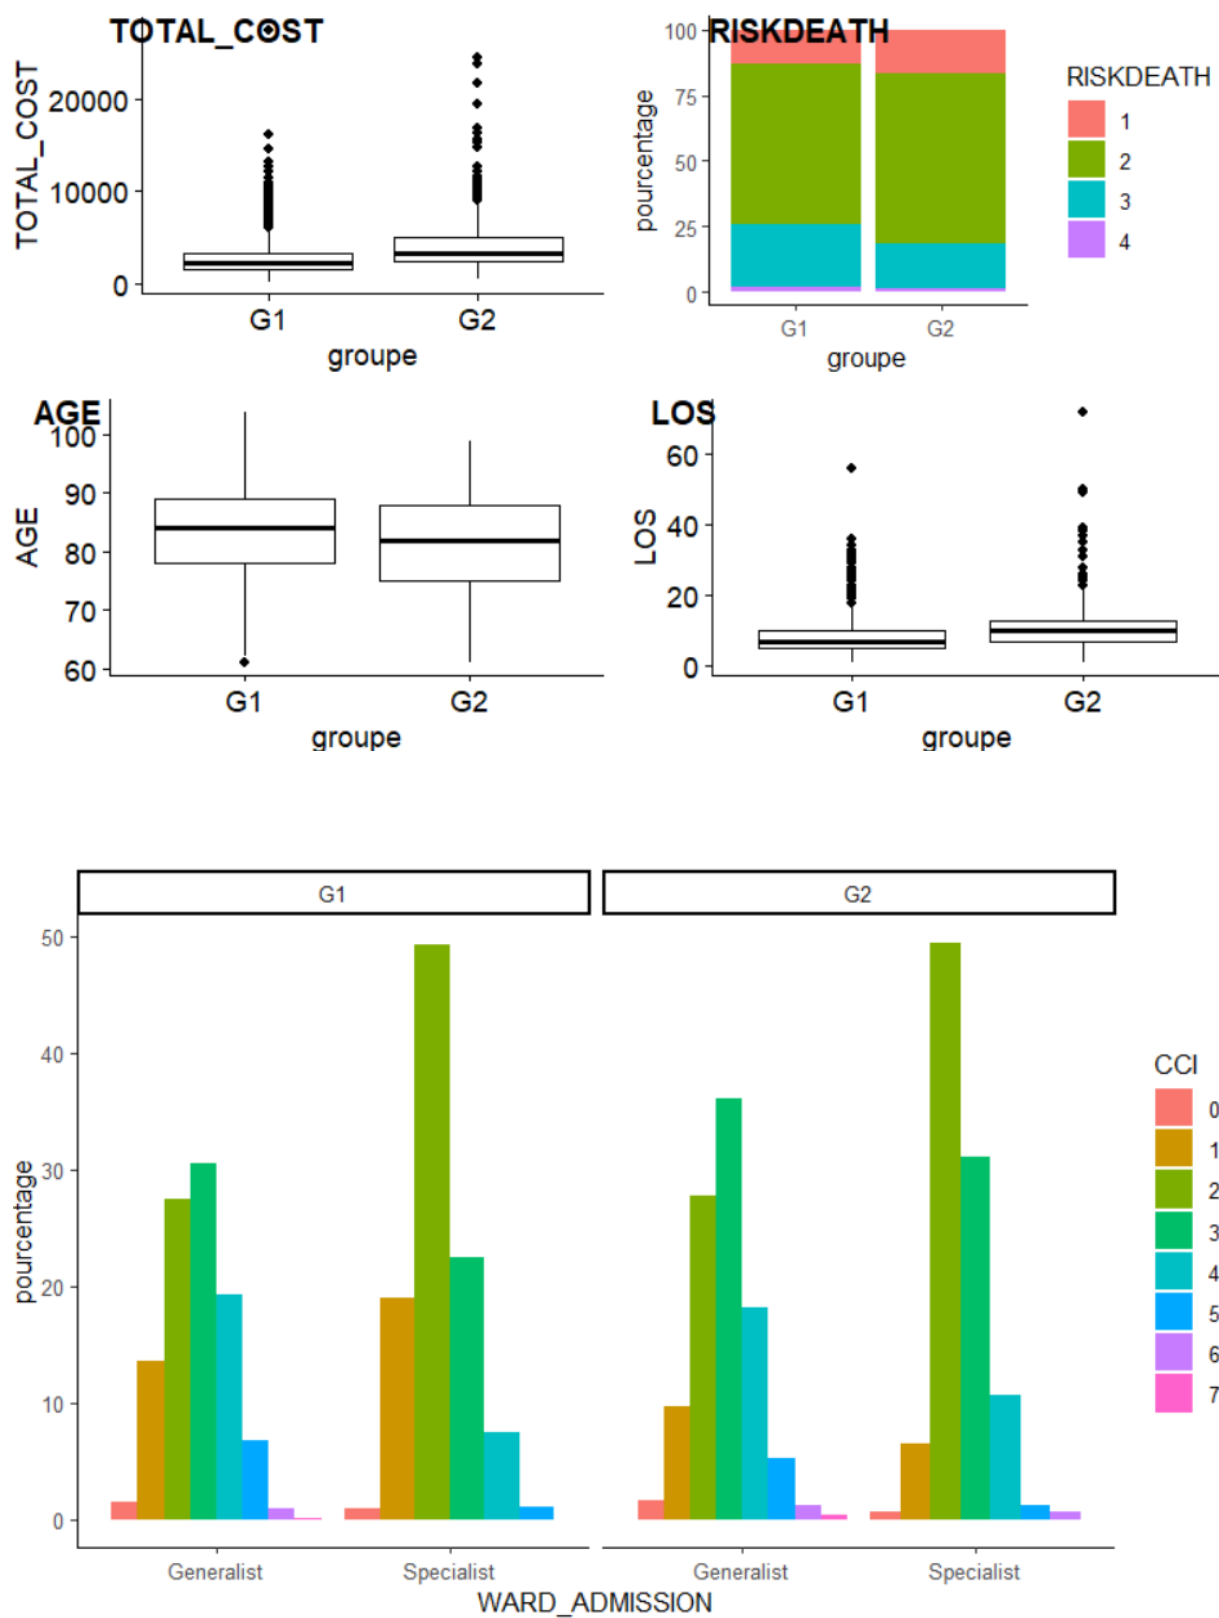 TOTAL_COST
TOTAL_COST
20000
10000
0
G1
G2
groupe
RISKDEATH
pourcentage
100
75
50
25
0
G1
G2
groupe
RISKDEATH
1
2
3
4
AGE
AGE
100
90
80
70
60
G1
G2
groupe
LOS
LOS
60
40
20
0
G1
G2
groupe
G1
G2
pourcentage
50
40
30
20
10
0
Generalist
Specialist
Generalist
Specialist
WARD_ADMISSION
CCI
0
1
2
3
4
5
6
7